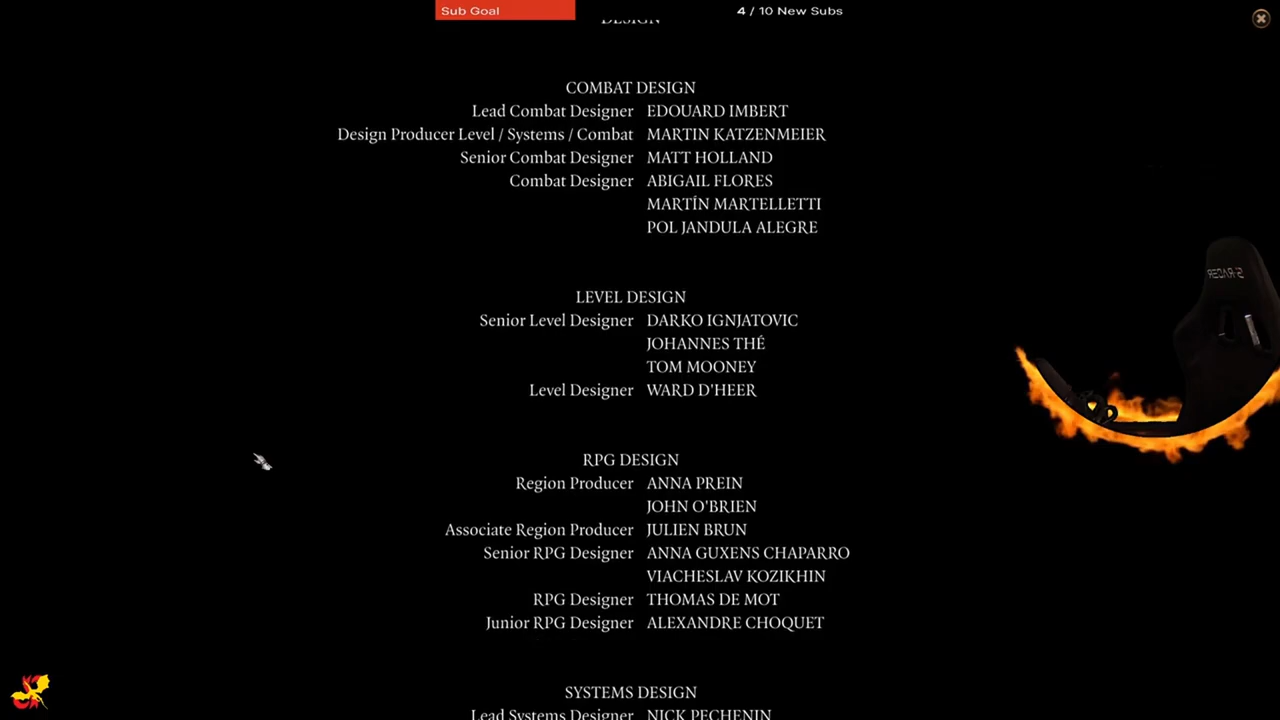 Sub Goal 4 / 10 New Subs
DESIGN
COMBAT DESIGN
Lead Combat Designer EDOUARD IMBERT
Design Producer Level / Systems / Combat MARTIN KATZENMEIER
Senior Combat Designer MATT HOLLAND
Combat Designer ABIGAIL FLORES
MARTÍN MARTELLETTI
POL JANDULA ALEGRE
LEVEL DESIGN
Senior Level Designer DARKO IGNJATOVIC
JOHANNES THÉ
TOM MOONEY
Level Designer WARD D'HEER
RPG DESIGN
Region Producer ANNA PREIN
JOHN O'BRIEN
Associate Region Producer JULIEN BRUN
Senior RPG Designer ANNA GUXENS CHAPARRO
VIACHESLAV KOZIKHIN
RPG Designer THOMAS DE MOT
Junior RPG Designer ALEXANDRE CHOQUET
SYSTEMS DESIGN
Lead Systems Designer NICK PECHENIN